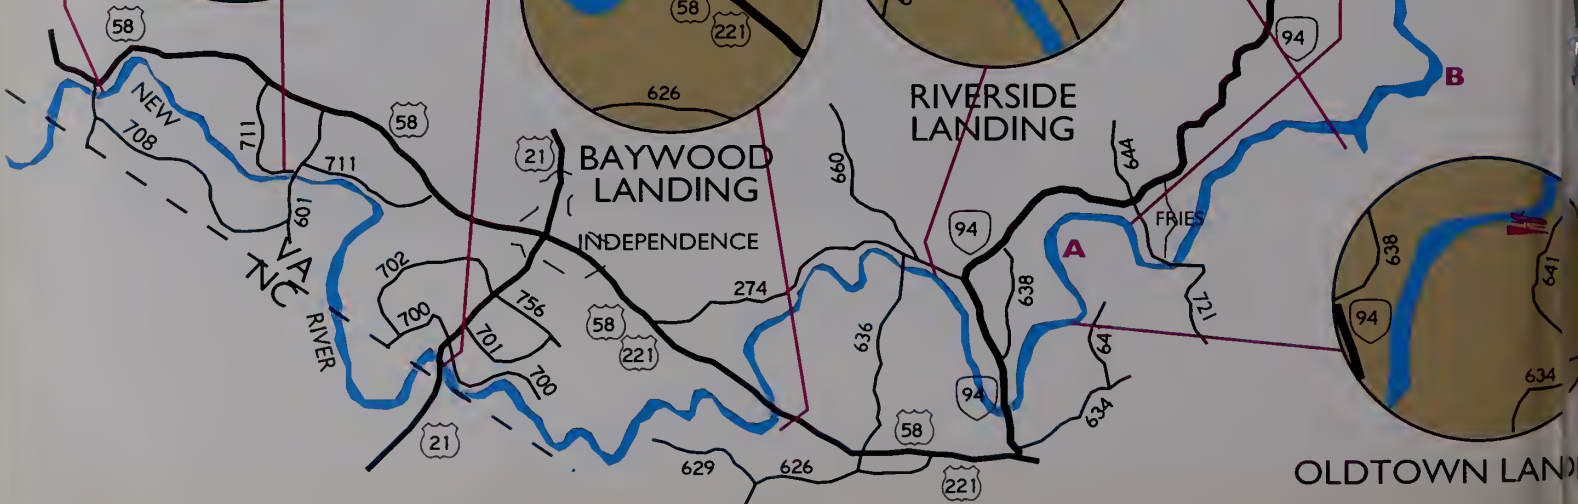 58
221
626
94
B
58
NEW
708
711
711
58
21
BAYWOOD
LANDING
RIVERSIDE
LANDING
660
644
601
VA
NC
RIVER
INDEPENDENCE
94
A
FRIES
638
641
94
634
702
700
756
701
700
274
58
221
636
638
721
64
94
634
21
58
629
626
221
OLDTOWN LAN